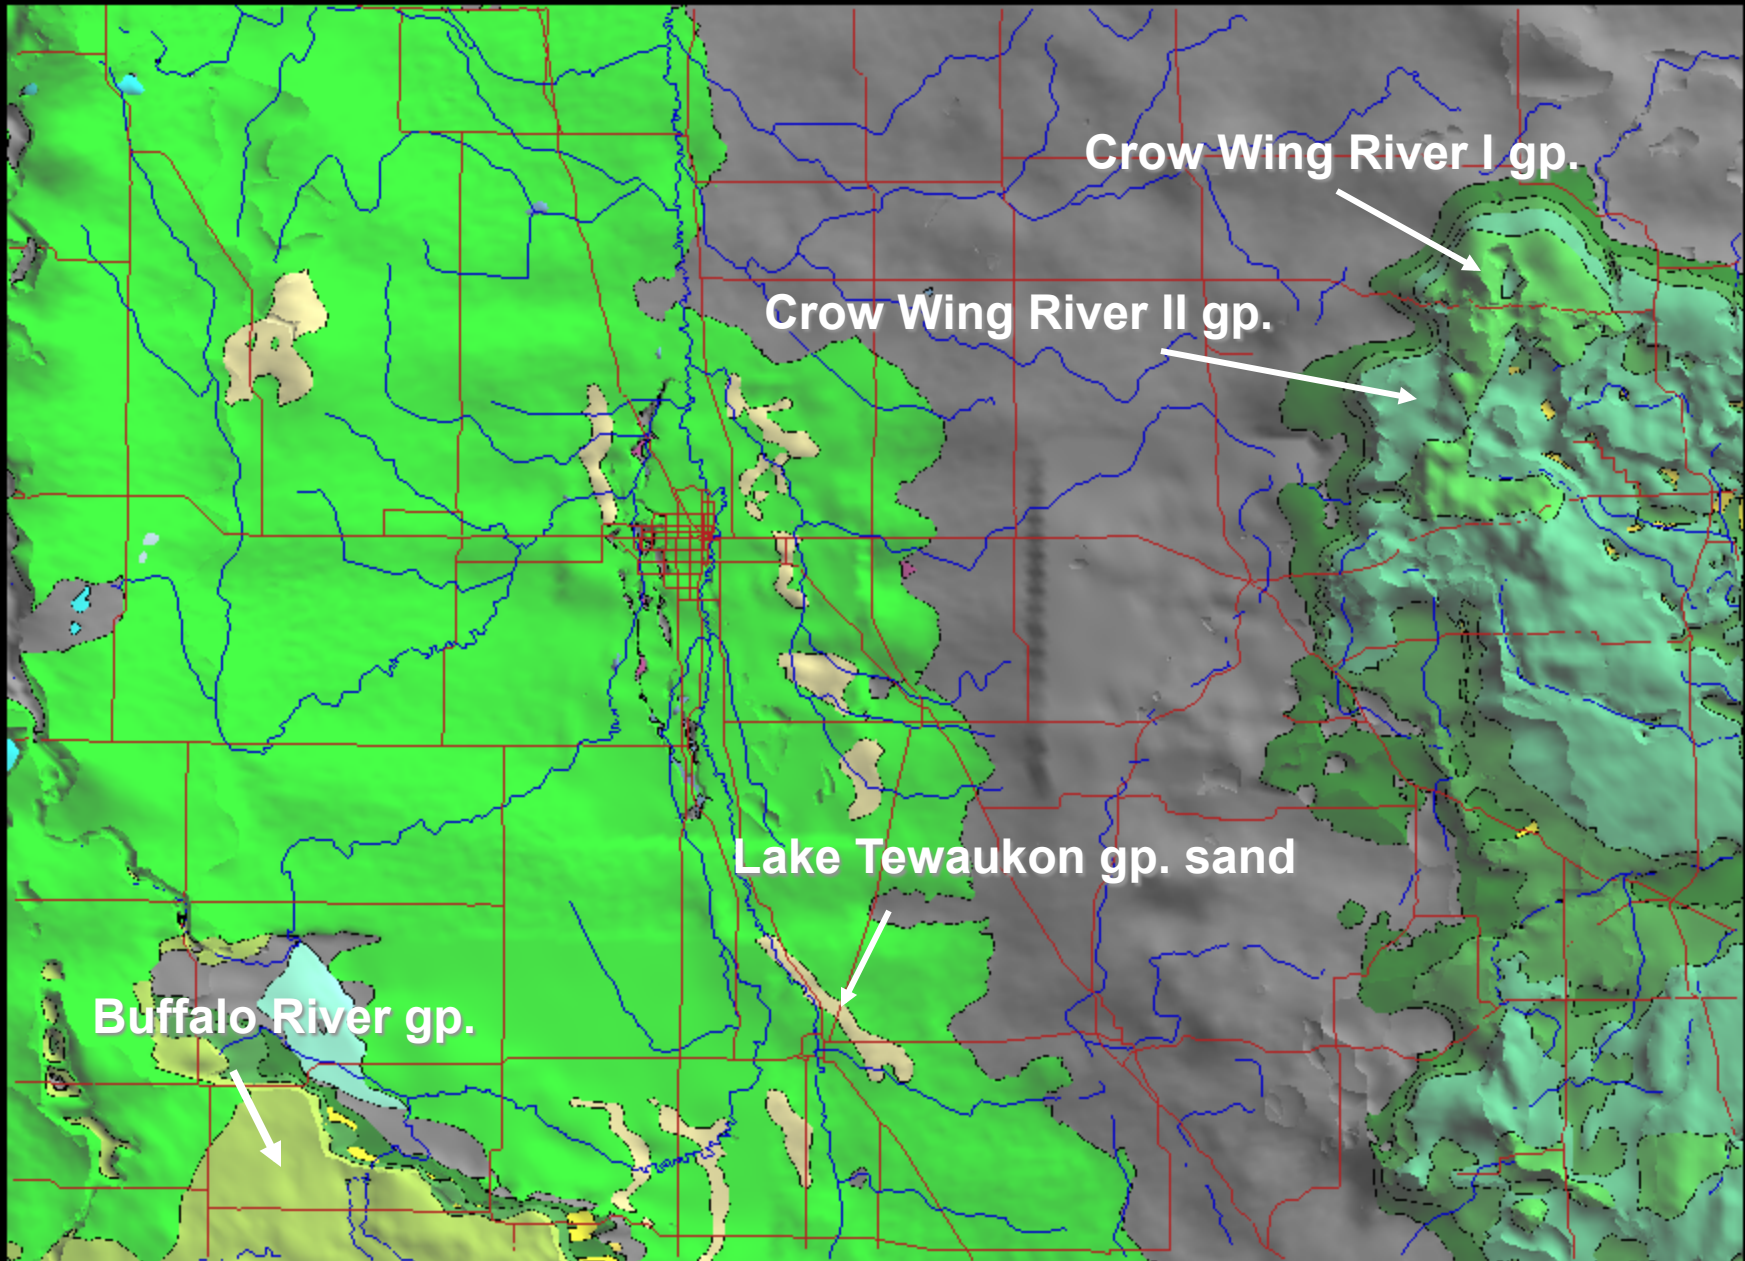 Crow Wing River I gp.
Crow Wing River II gp.
Lake Tewaukon gp. sand
Buffalo River gp.